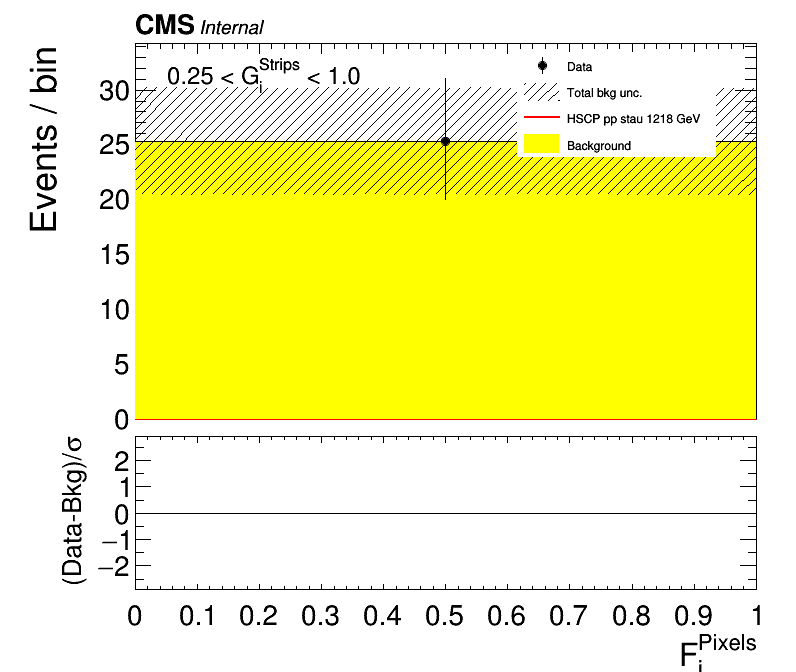 CMS Internal
0.25 < G_i^Strips < 1.0
Data
Total bkg unc.
HSCP pp stau 1218 GeV
Background
Events / bin
30
25
20
15
10
5
0
(Data-Bkg)/σ
2
1
0
−1
−2
0 0.1 0.2 0.3 0.4 0.5 0.6 0.7 0.8 0.9 1
F_i^Pixels